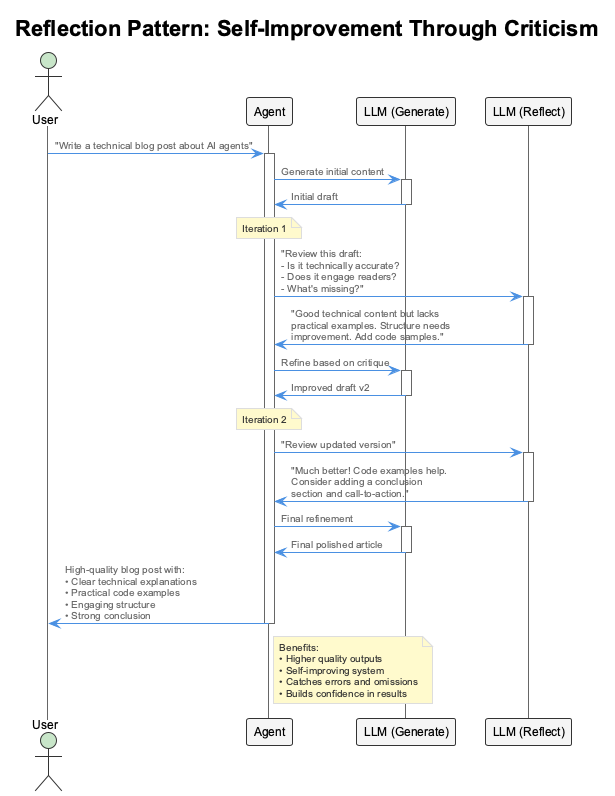 Reflection Pattern: Self-Improvement Through Criticism
User
Agent
LLM (Generate)
LLM (Reflect)
"Write a technical blog post about AI agents"
Generate initial content
Initial draft
Iteration 1
"Review this draft:
- Is it technically accurate?
- Does it engage readers?
- What's missing?"
"Good technical content but lacks
practical examples. Structure needs
improvement. Add code samples."
Refine based on critique
Improved draft v2
Iteration 2
"Review updated version"
"Much better! Code examples help.
Consider adding a conclusion
section and call-to-action."
Final refinement
Final polished article
High-quality blog post with:
• Clear technical explanations
• Practical code examples
• Engaging structure
• Strong conclusion
Benefits:
• Higher quality outputs
• Self-improving system
• Catches errors and omissions
• Builds confidence in results
User
Agent
LLM (Generate)
LLM (Reflect)